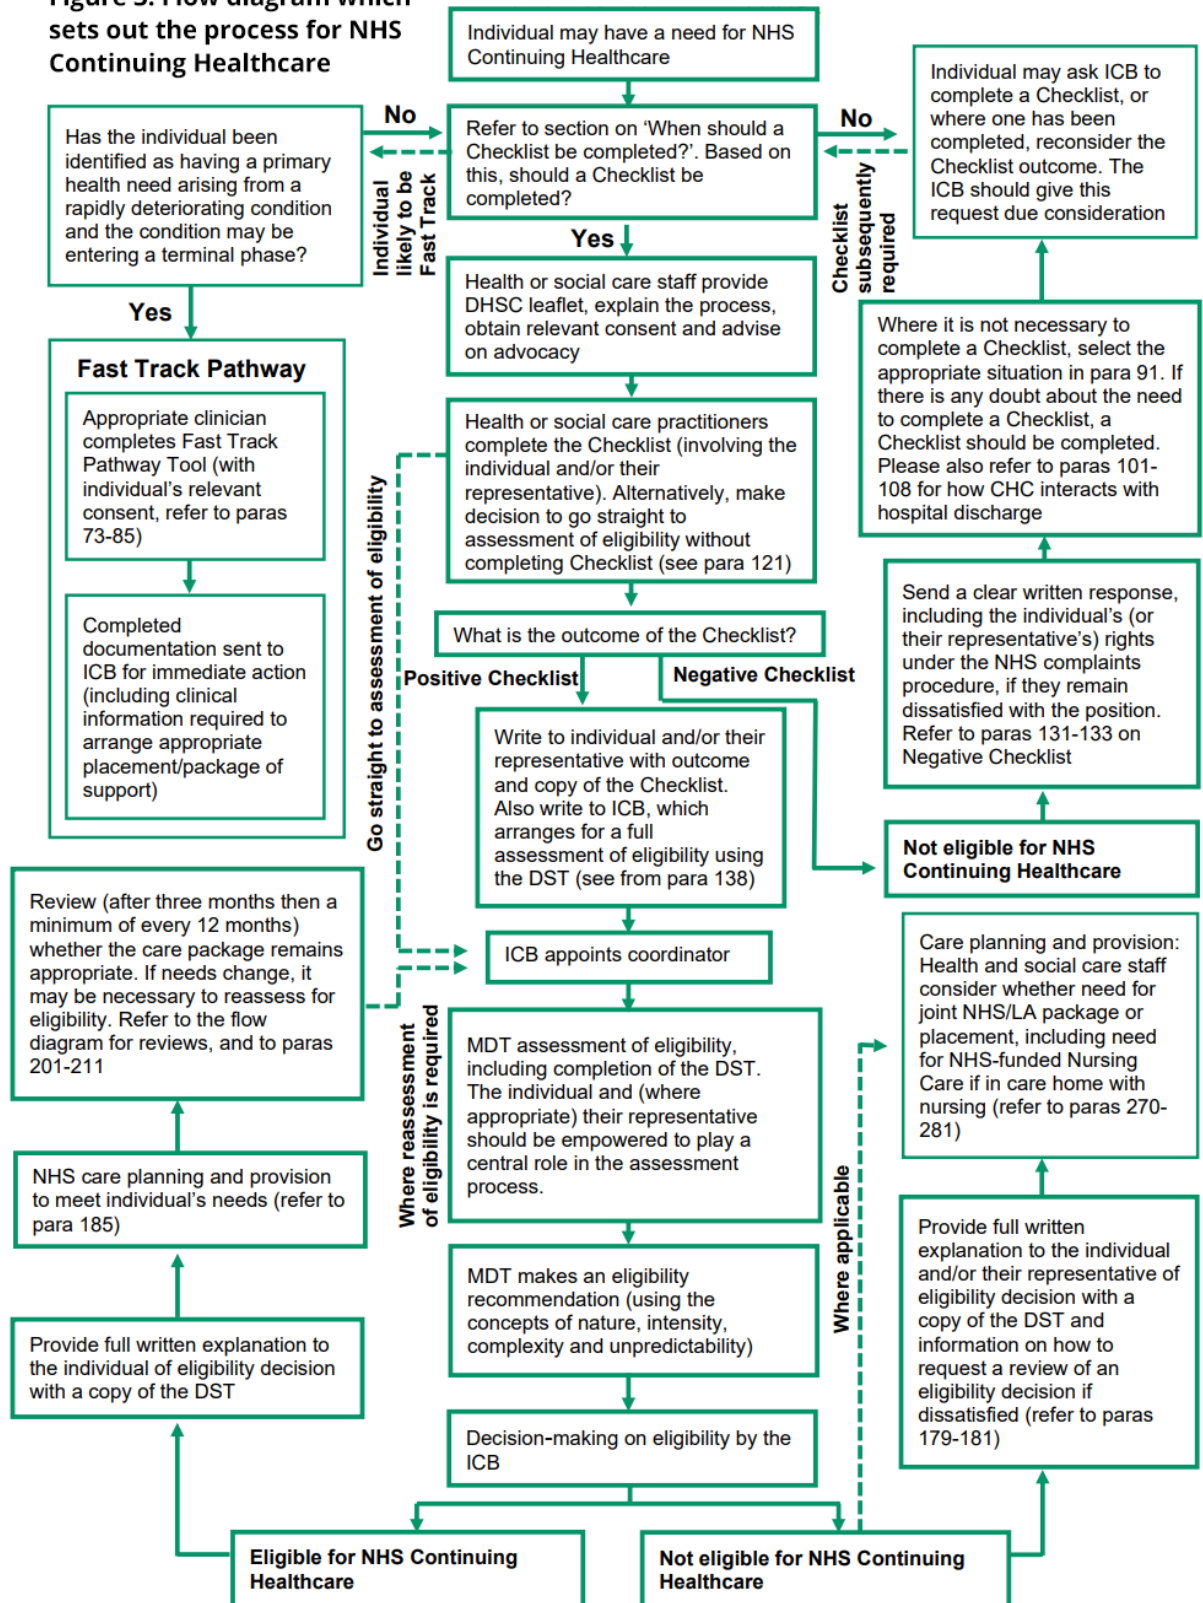 Figure 3: Flow diagram which
sets out the process for NHS
Continuing Healthcare
Individual may have a need for NHS
Continuing Healthcare
Has the individual been
identified as having a primary
health need arising from a
rapidly deteriorating condition
and the condition may be
entering a terminal phase?
No
Individual
likely to be
Fast Track
Refer to section on ‘When should a
Checklist be completed?’. Based on
this, should a Checklist be
completed?
No
Checklist
subsequently
required
Individual may ask ICB to
complete a Checklist, or
where one has been
completed, reconsider the
Checklist outcome. The
ICB should give this
request due consideration
Yes
Yes
Fast Track Pathway
Appropriate clinician
completes Fast Track
Pathway Tool (with
individual’s relevant
consent, refer to paras
73-85)
Completed
documentation sent to
ICB for immediate action
(including clinical
information required to
arrange appropriate
placement/package of
support)
Health or social care staff provide
DHSC leaflet, explain the process,
obtain relevant consent and advise
on advocacy
Health or social care practitioners
complete the Checklist (involving the
individual and/or their
representative). Alternatively, make
decision to go straight to
assessment of eligibility without
completing Checklist (see para 121)
Go straight to assessment of eligibility
What is the outcome of the Checklist?
Positive Checklist
Negative Checklist
Where it is not necessary to
complete a Checklist, select the
appropriate situation in para 91. If
there is any doubt about the need
to complete a Checklist, a
Checklist should be completed.
Please also refer to paras 101-
108 for how CHC interacts with
hospital discharge
Send a clear written response,
including the individual’s (or
their representative’s) rights
under the NHS complaints
procedure, if they remain
dissatisfied with the position.
Refer to paras 131-133 on
Negative Checklist
Not eligible for NHS
Continuing Healthcare
Write to individual and/or their
representative with outcome
and copy of the Checklist.
Also write to ICB, which
arranges for a full
assessment of eligibility using
the DST (see from para 138)
ICB appoints coordinator
Review (after three months then a
minimum of every 12 months)
whether the care package remains
appropriate. If needs change, it
may be necessary to reassess for
eligibility. Refer to the flow
diagram for reviews, and to paras
201-211
Where reassessment
of eligibility is required
MDT assessment of eligibility,
including completion of the DST.
The individual and (where
appropriate) their representative
should be empowered to play a
central role in the assessment
process.
Care planning and provision:
Health and social care staff
consider whether need for
joint NHS/LA package or
placement, including need
for NHS-funded Nursing
Care if in care home with
nursing (refer to paras 270-
281)
NHS care planning and provision
to meet individual’s needs (refer to
para 185)
MDT makes an eligibility
recommendation (using the
concepts of nature, intensity,
complexity and unpredictability)
Where applicable
Provide full written
explanation to the individual
and/or their representative of
eligibility decision with a
copy of the DST and
information on how to
request a review of an
eligibility decision if
dissatisfied (refer to paras
179-181)
Provide full written explanation to
the individual of eligibility decision
with a copy of the DST
Decision-making on eligibility by the
ICB
Eligible for NHS Continuing
Healthcare
Not eligible for NHS Continuing
Healthcare